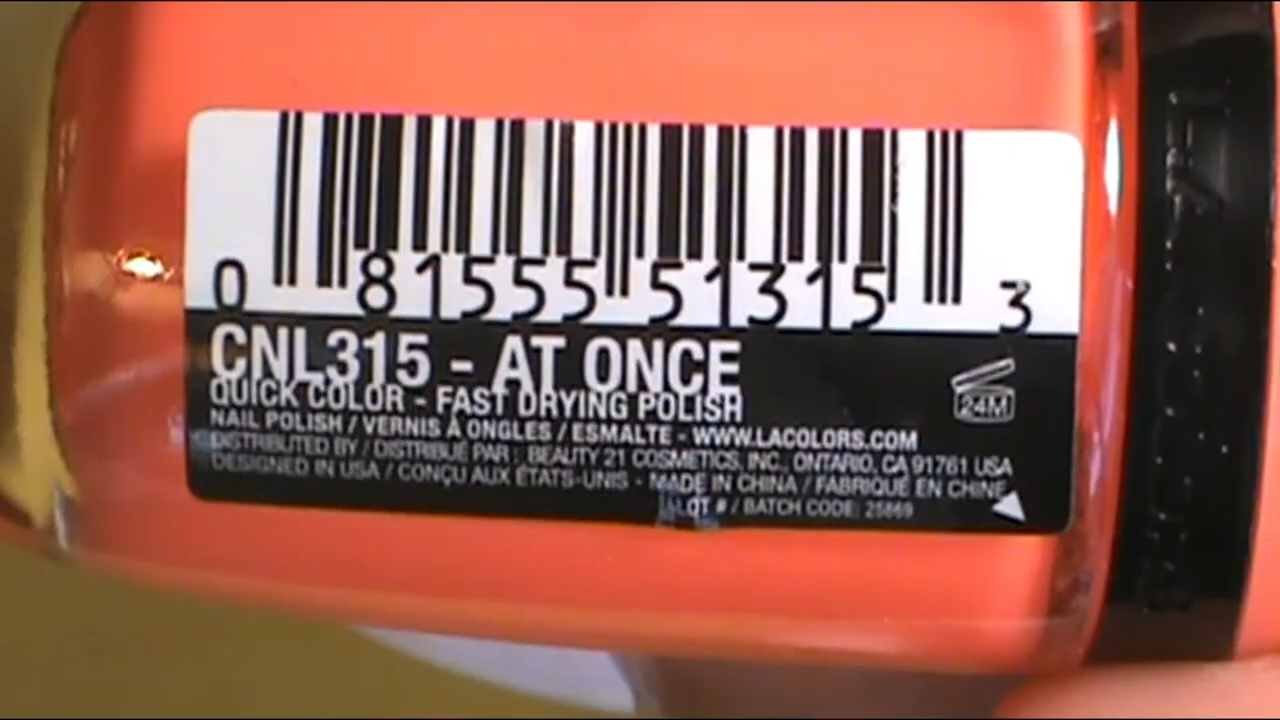 0 81555 51315 3
CNL315 - AT ONCE
QUICK COLOR - FAST DRYING POLISH
24M
NAIL POLISH / VERNIS À ONGLES / ESMALTE - WWW.LACOLORS.COM
DISTRIBUTED BY / DISTRIBUÉ PAR : BEAUTY 21 COSMETICS, INC., ONTARIO, CA 91761 USA
DESIGNED IN USA / CONÇU AUX ÉTATS-UNIS - MADE IN CHINA / FABRIQUÉ EN CHINE
LOT # / BATCH CODE: 25869